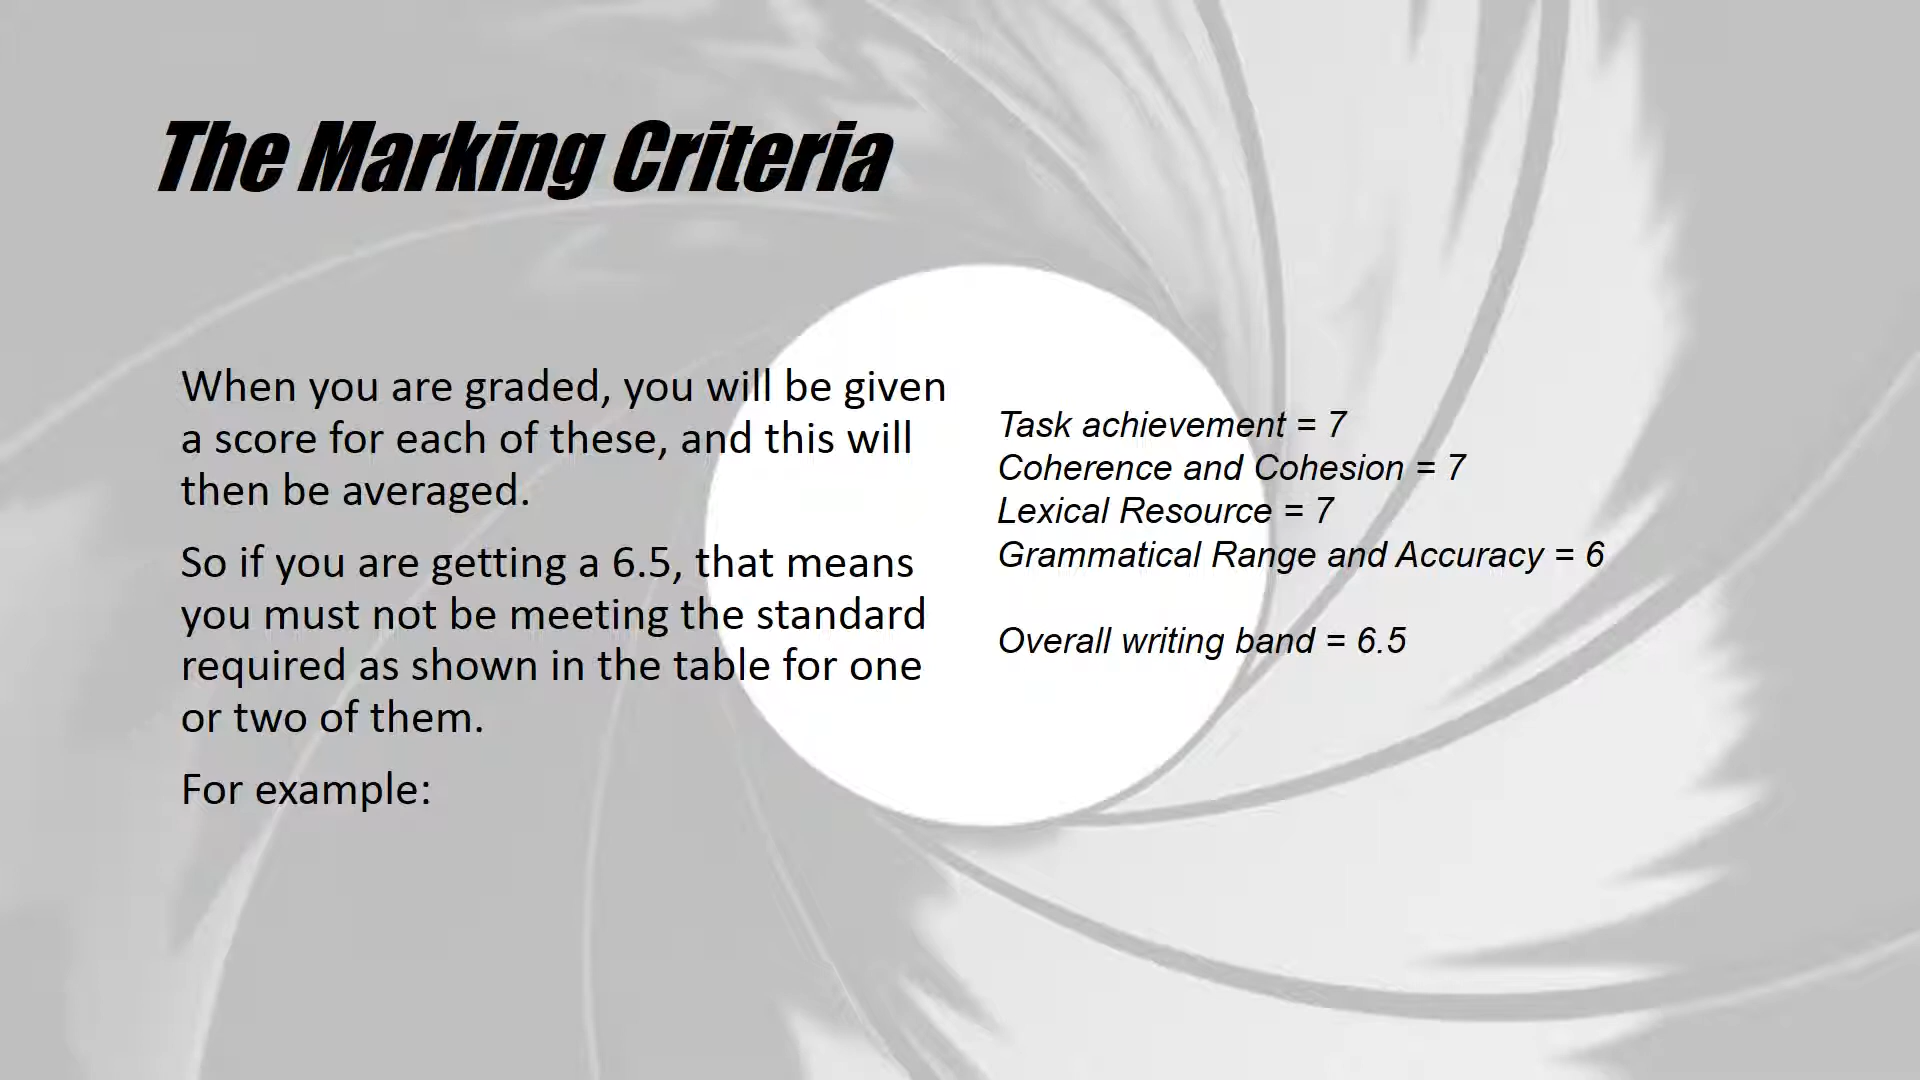 The Marking Criteria
When you are graded, you will be given
a score for each of these, and this will
then be averaged.
So if you are getting a 6.5, that means
you must not be meeting the standard
required as shown in the table for one
or two of them.
For example:
Task achievement = 7
Coherence and Cohesion = 7
Lexical Resource = 7
Grammatical Range and Accuracy = 6
Overall writing band = 6.5